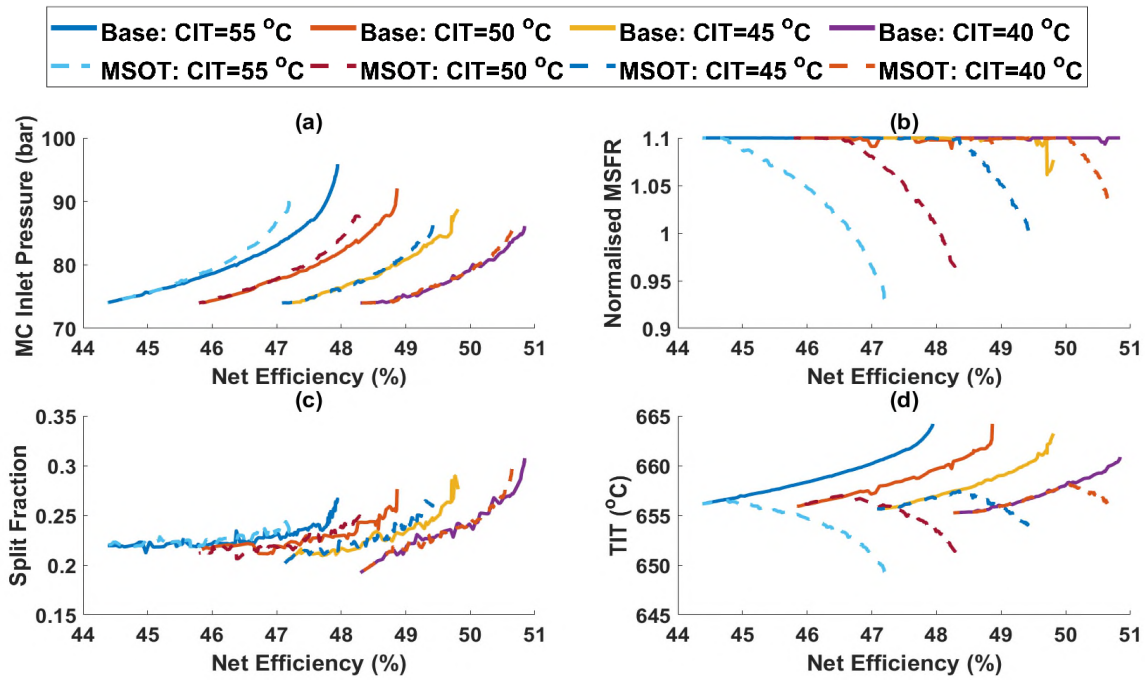 Base: CIT=55 °C Base: CIT=50 °C Base: CIT=45 °C Base: CIT=40 °C
MSOT: CIT=55 °C MSOT: CIT=50 °C MSOT: CIT=45 °C MSOT: CIT=40 °C
(a)
MC Inlet Pressure (bar)
100
90
80
70
44 45 46 47 48 49 50 51
Net Efficiency (%)
(b)
Normalised MSFR
1.1
1.05
1
0.95
0.9
44 45 46 47 48 49 50 51
Net Efficiency (%)
(c)
Split Fraction
0.35
0.3
0.25
0.2
0.15
44 45 46 47 48 49 50 51
Net Efficiency (%)
(d)
TIT (°C)
665
660
655
650
645
44 45 46 47 48 49 50 51
Net Efficiency (%)